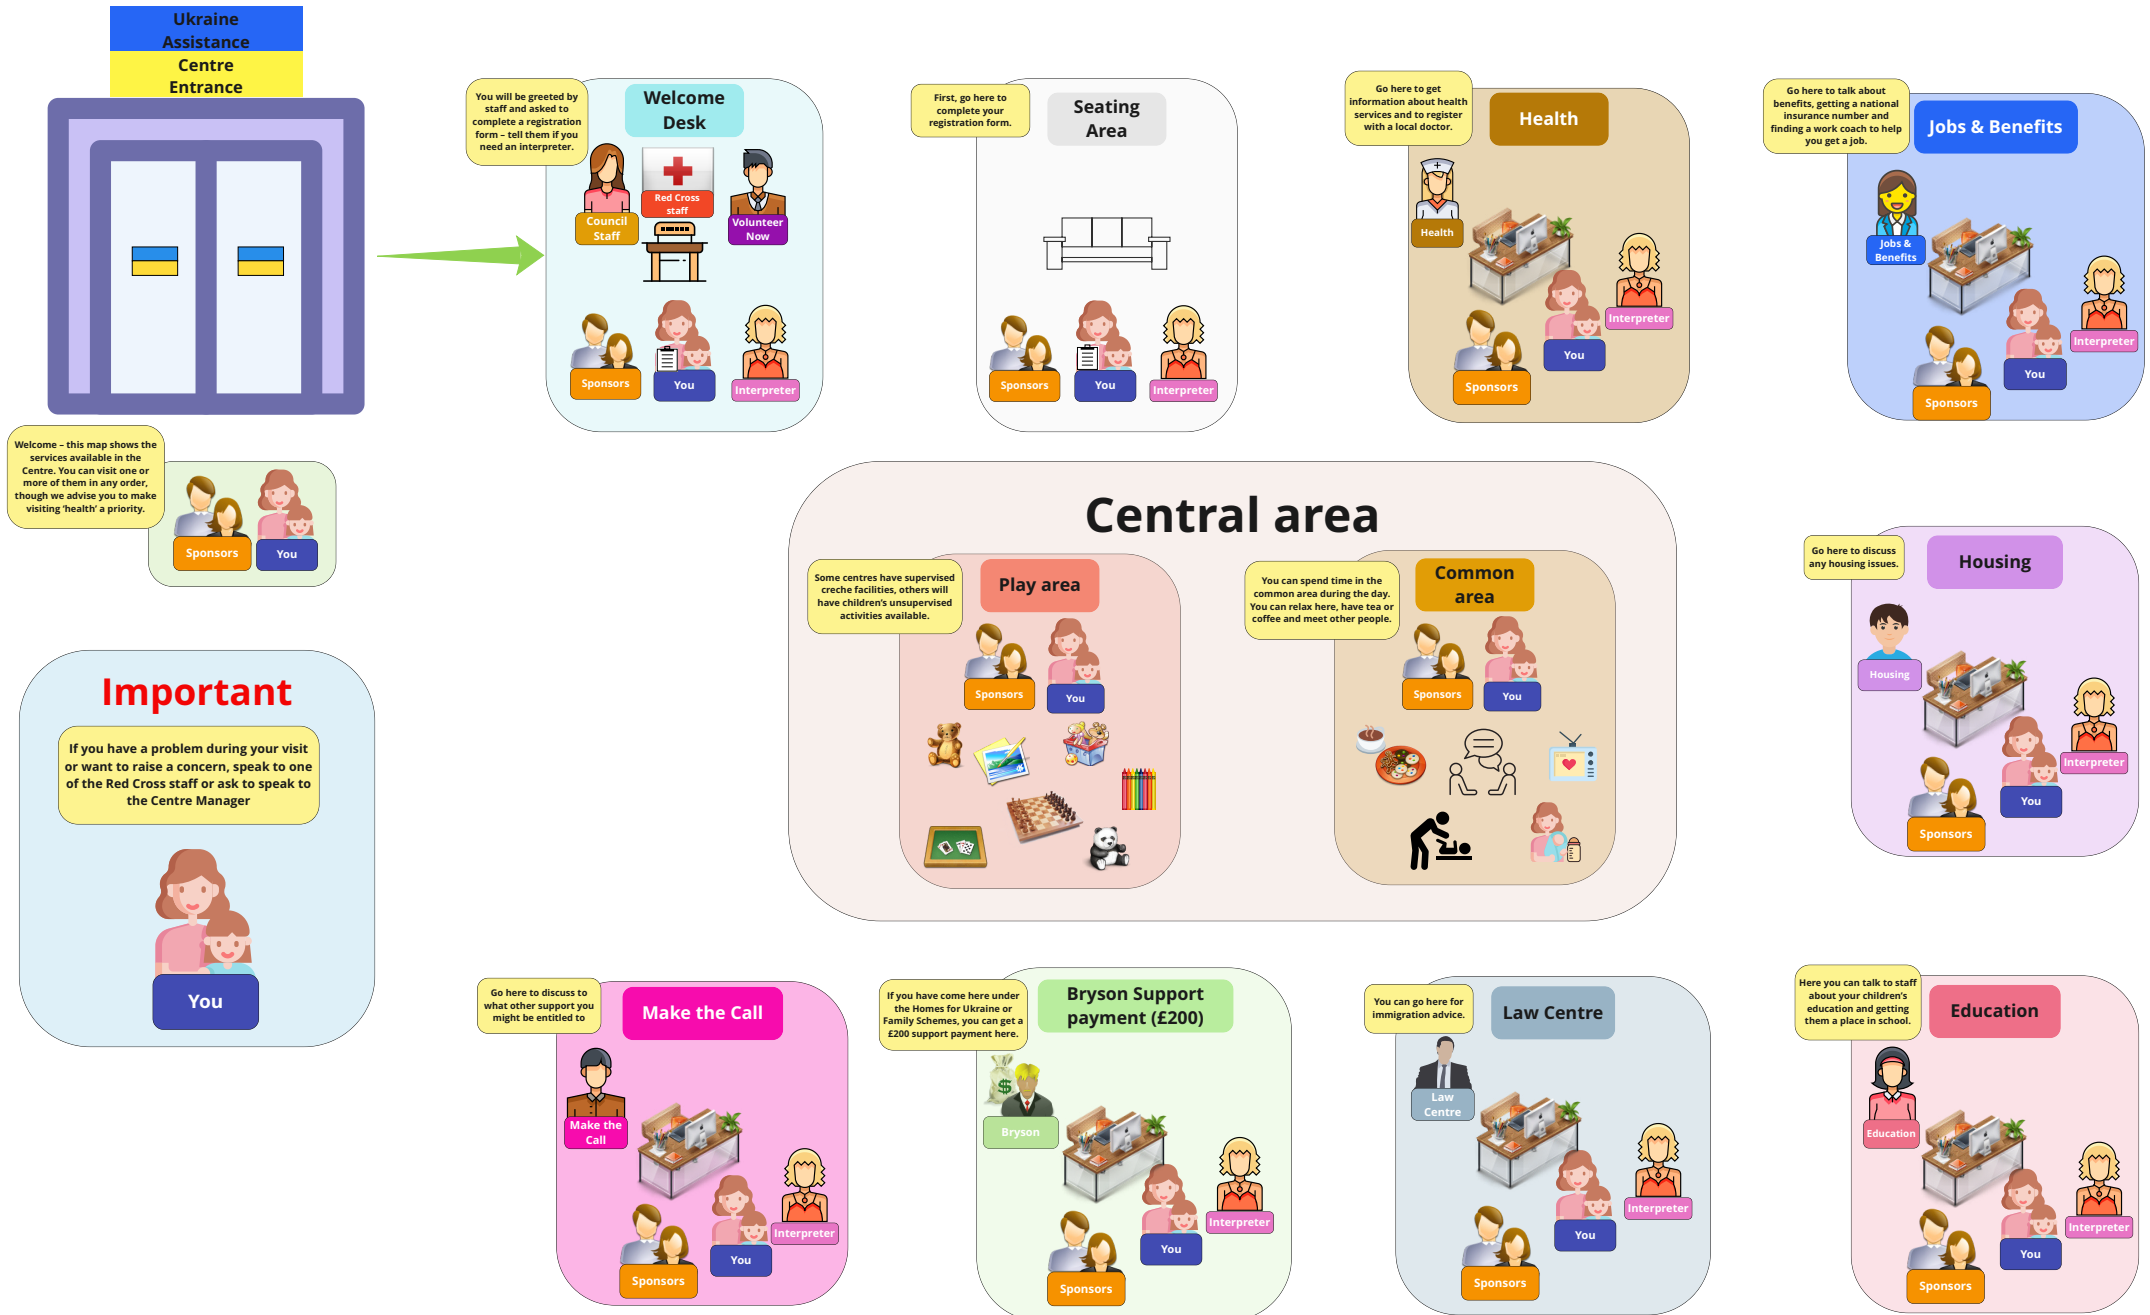 Ukraine
Assistance
Centre
Entrance
You will be greeted by
staff and asked to
complete a registration
form – tell them if you
need an interpreter.
Welcome
Desk
Council
Staff
Red Cross
staff
Volunteer
Now
Sponsors
You
Interpreter
First, go here to
complete your
registration form.
Seating
Area
Sponsors
You
Interpreter
Go here to get
information about health
services and to register
with a local doctor.
Health
Health
Interpreter
You
Sponsors
Go here to talk about
benefits, getting a national
insurance number and
finding a work coach to help
you get a job.
Jobs & Benefits
Jobs &
Benefits
Interpreter
You
Sponsors
Welcome – this map shows the
services available in the
Centre. You can visit one or
more of them in any order,
though we advise you to make
visiting ‘health’ a priority.
Sponsors
You
Central area
Some centres have supervised
creche facilities, others will
have children’s unsupervised
activities available.
Play area
Sponsors
You
You can spend time in the
common area during the day.
You can relax here, have tea or
coffee and meet other people.
Common
area
Sponsors
You
Go here to discuss
any housing issues.
Housing
Housing
Interpreter
You
Sponsors
Important
If you have a problem during your visit
or want to raise a concern, speak to one
of the Red Cross staff or ask to speak to
the Centre Manager
You
Go here to discuss to
what other support you
might be entitled to
Make the Call
Make the
Call
Interpreter
You
Sponsors
If you have come here under
the Homes for Ukraine or
Family Schemes, you can get a
£200 support payment here.
Bryson Support
payment (£200)
Bryson
Interpreter
You
Sponsors
You can go here for
immigration advice.
Law Centre
Law
Centre
Interpreter
You
Sponsors
Here you can talk to staff
about your children’s
education and getting
them a place in school.
Education
Education
Interpreter
You
Sponsors